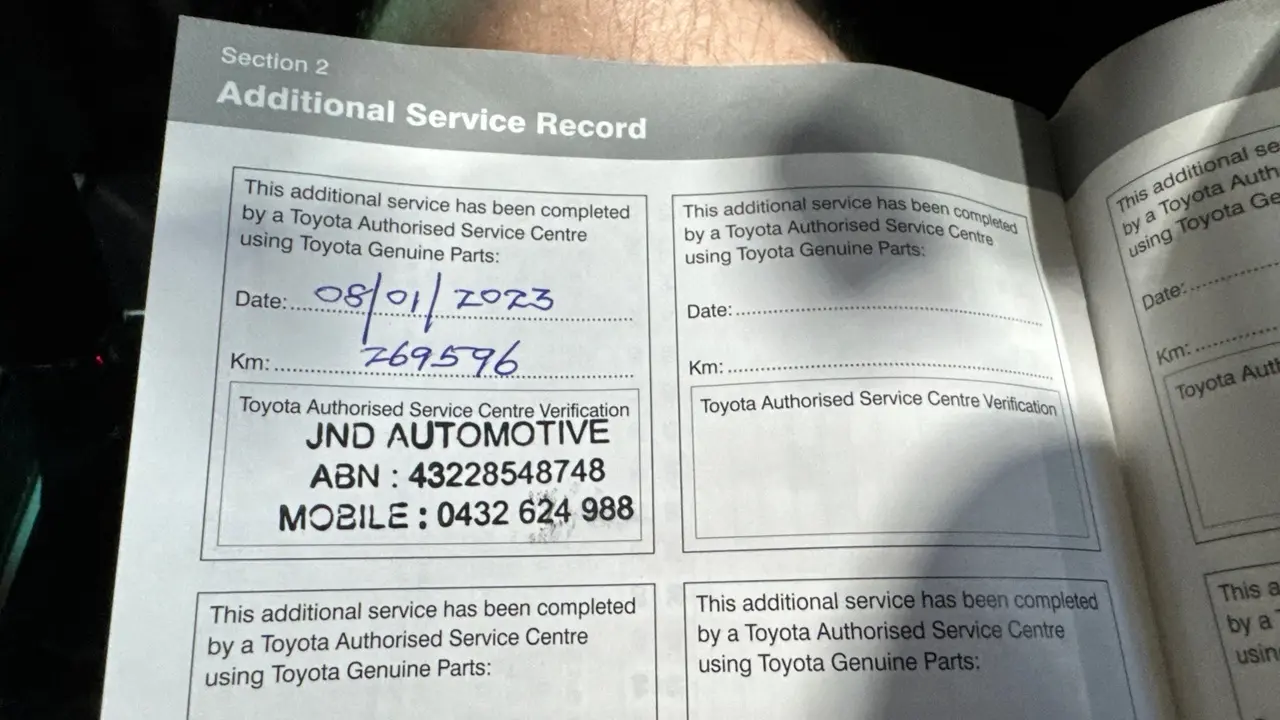 Section 2
Additional Service Record
This additional service has been completed
by a Toyota Authorised Service Centre
using Toyota Genuine Parts:
Date: 08/01/2023
Km: 269596
Toyota Authorised Service Centre Verification
JND AUTOMOTIVE
ABN : 43228548748
MOBILE : 0432 624 988
This additional service has been completed
by a Toyota Authorised Service Centre
using Toyota Genuine Parts:
Date:
Km:
Toyota Authorised Service Centre Verification
This additional service has been completed
by a Toyota Authorised Service Centre
using Toyota Genuine Parts:
This additional service has been completed
by a Toyota Authorised Service Centre
using Toyota Genuine Parts:
This additional se
by a Toyota Auth
using Toyota Ge
Date:
Km:
Toyota Auth
This a
by a
usin